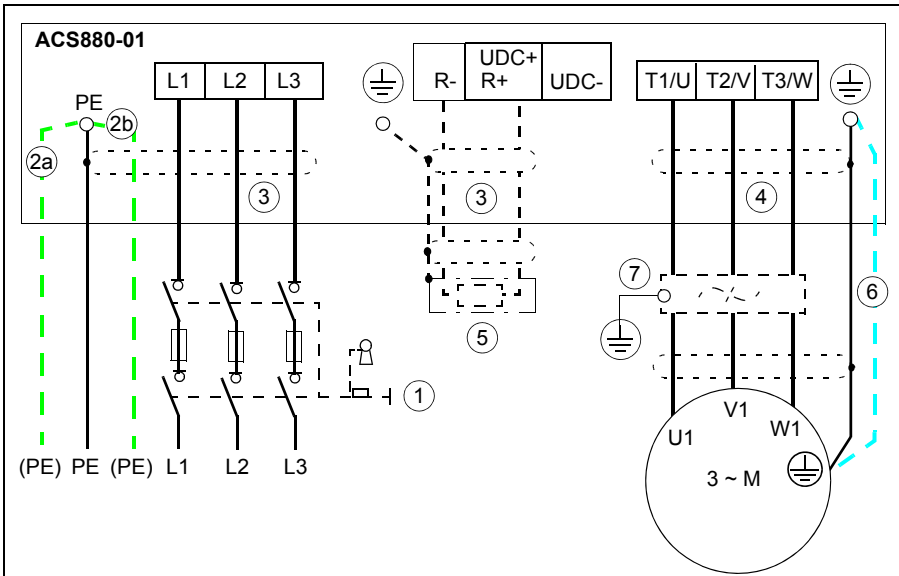 ACS880-01
L1 L2 L3
R- UDC+ R+ UDC-
T1/U T2/V T3/W
PE
2a
2b
3
3
4
5
6
7
1
(PE) PE (PE) L1 L2 L3
U1 V1 W1
3 ~ M